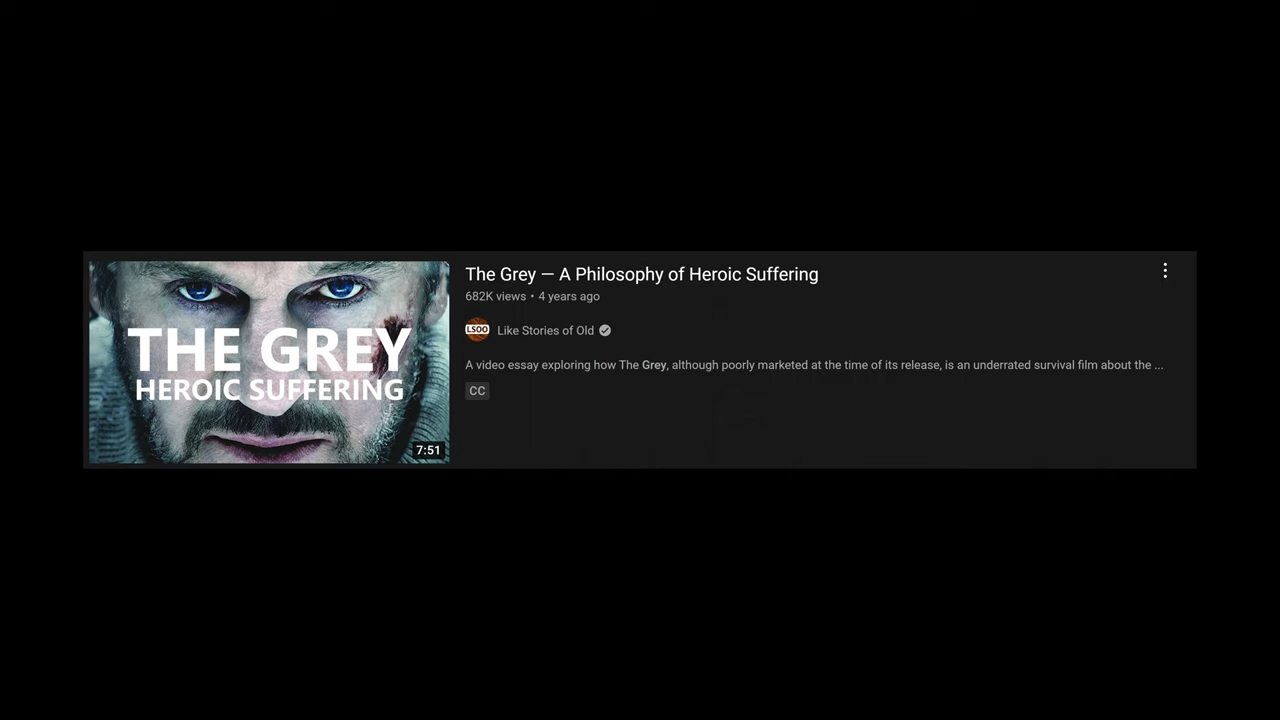 THE GREY
HEROIC SUFFERING
7:51
The Grey — A Philosophy of Heroic Suffering
682K views • 4 years ago
LSOO
Like Stories of Old
A video essay exploring how The Grey, although poorly marketed at the time of its release, is an underrated survival film about the ...
CC